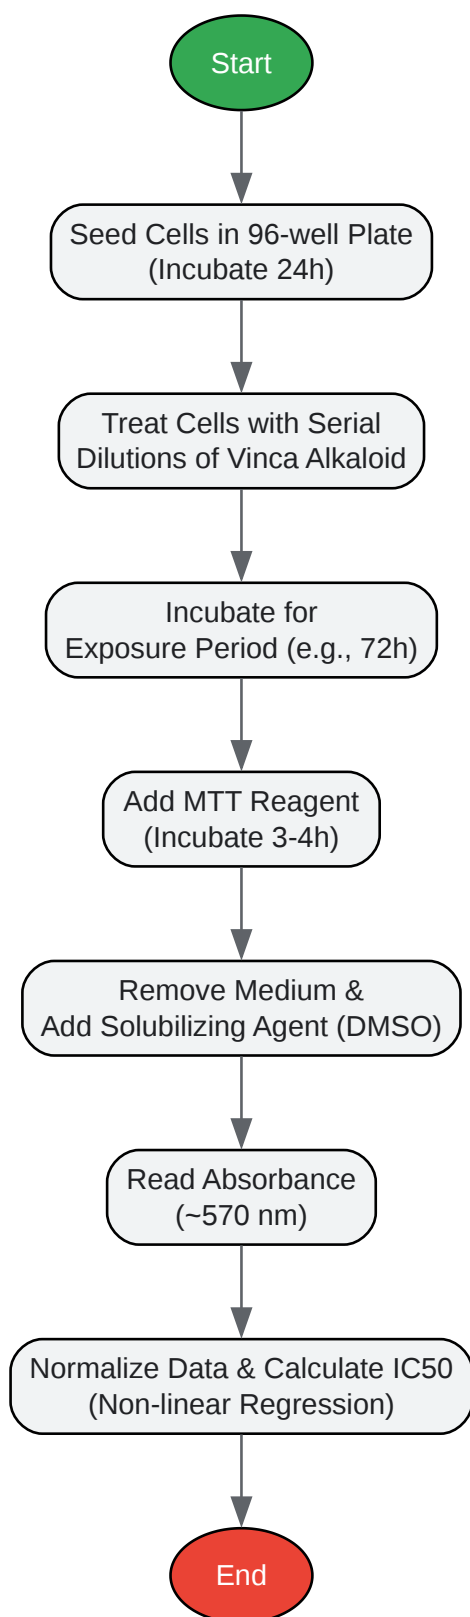 Start
Seed Cells in 96-well Plate
(Incubate 24h)
Treat Cells with Serial
Dilutions of Vinca Alkaloid
Incubate for
Exposure Period (e.g., 72h)
Add MTT Reagent
(Incubate 3-4h)
Remove Medium &
Add Solubilizing Agent (DMSO)
Read Absorbance
(~570 nm)
Normalize Data & Calculate IC50
(Non-linear Regression)
End